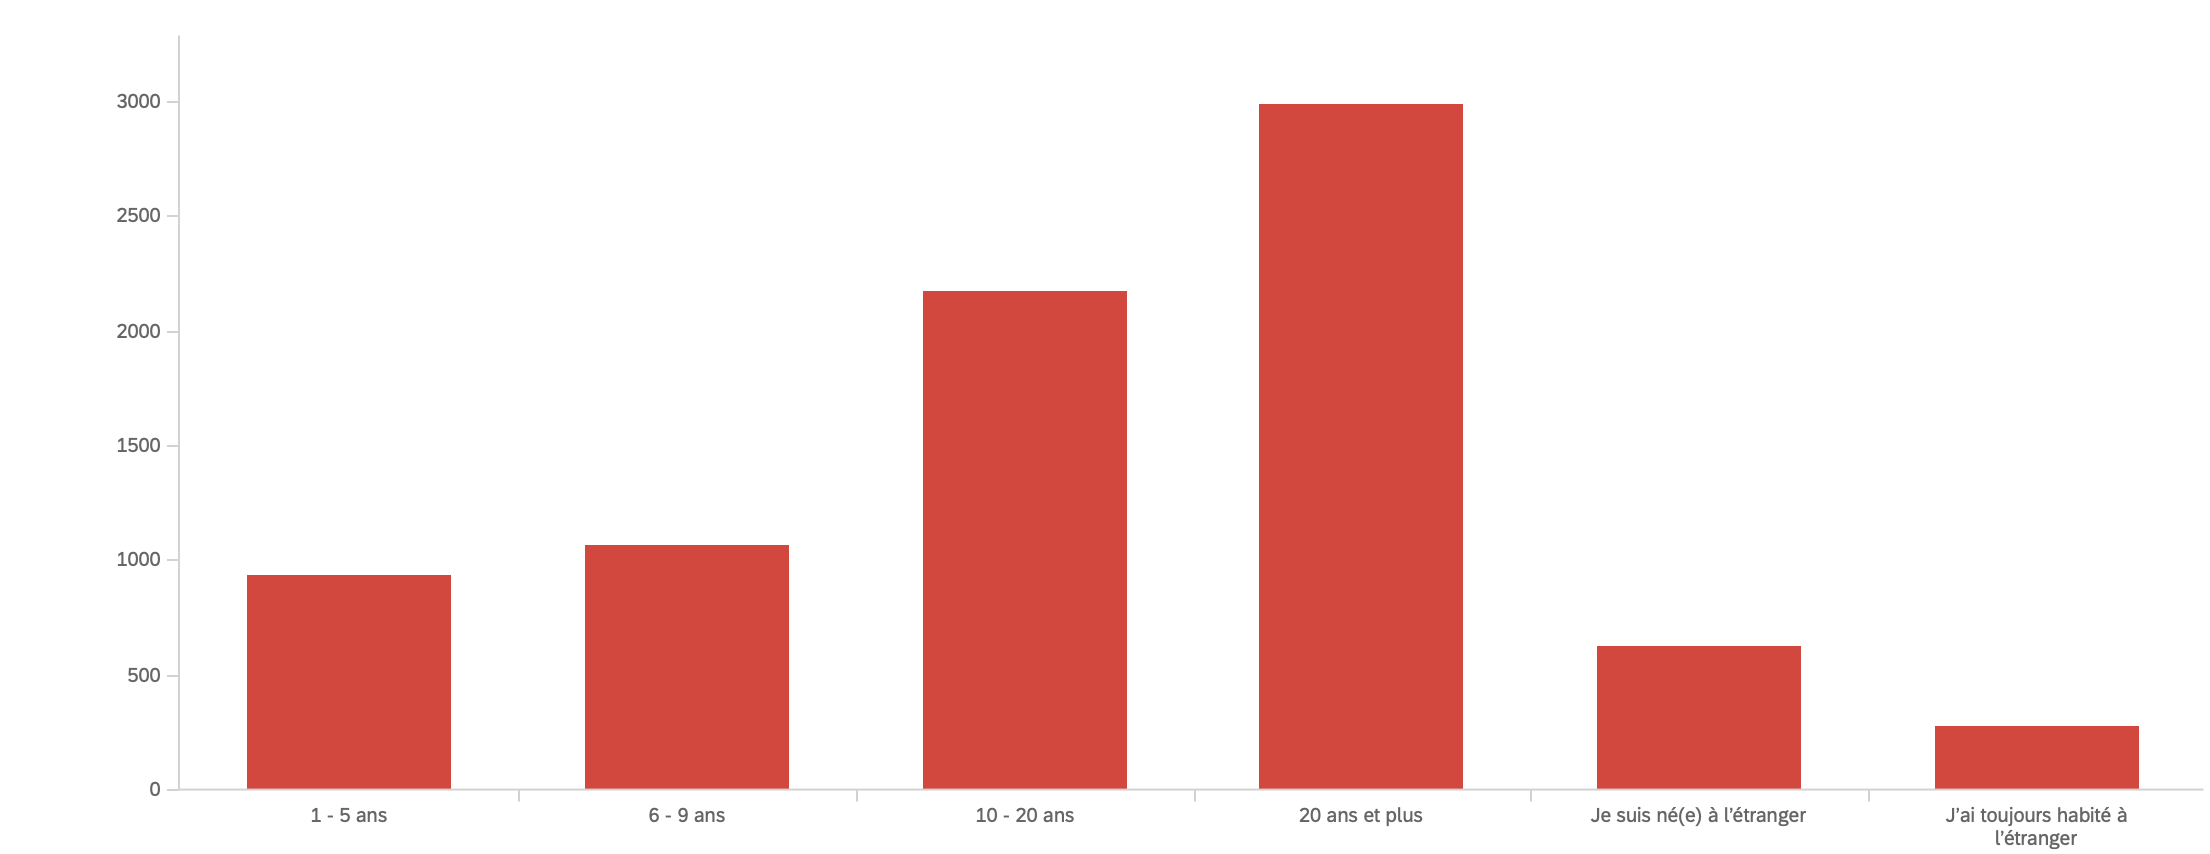 3000
2500
2000
1500
1000
500
0
1 - 5 ans
6 - 9 ans
10 - 20 ans
20 ans et plus
Je suis né(e) à l’étranger
J’ai toujours habité à
l’étranger